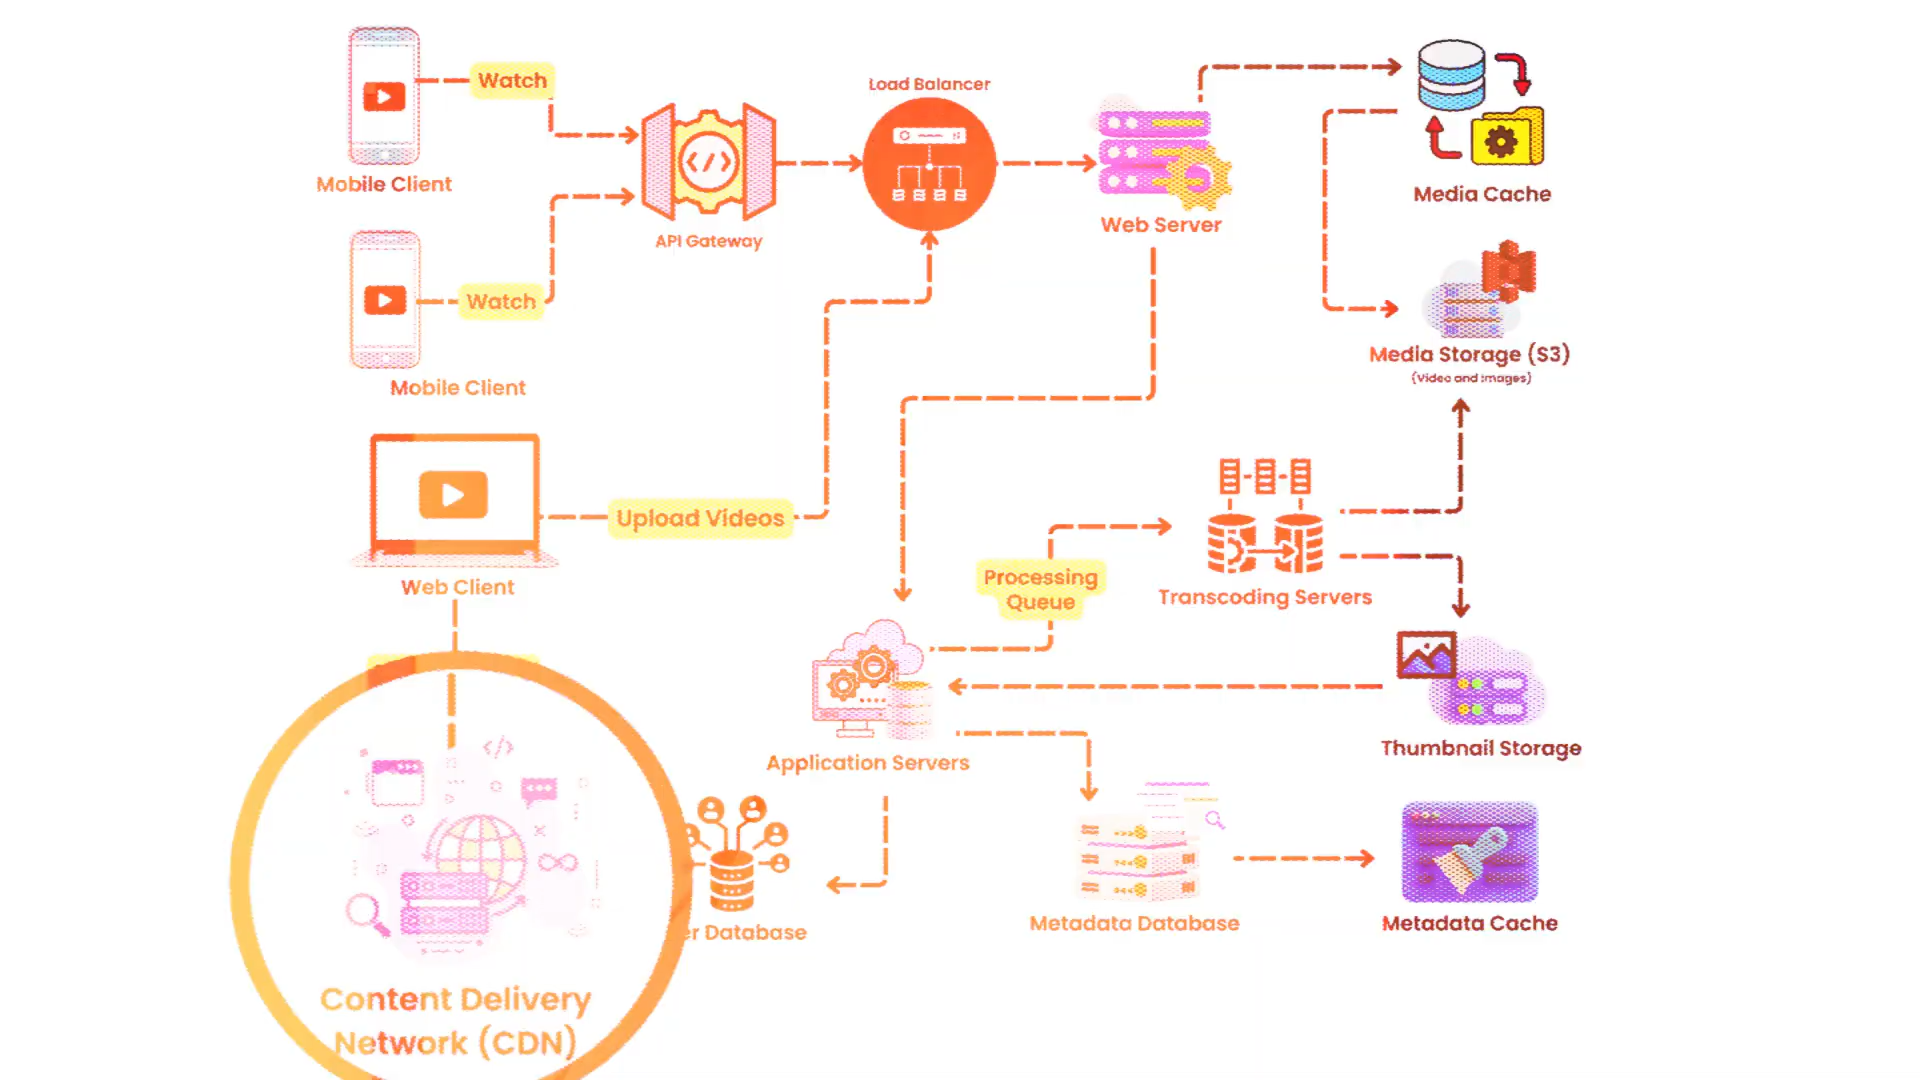 Watch
Load Balancer
Mobile Client
API Gateway
Web Server
Media Cache
Watch
Mobile Client
Media Storage (S3)
(Video and Images)
Upload Videos
Web Client
Processing
Queue
Transcoding Servers
Application Servers
Thumbnail Storage
er Database
Metadata Database
Metadata Cache
Content Delivery
Network (CDN)